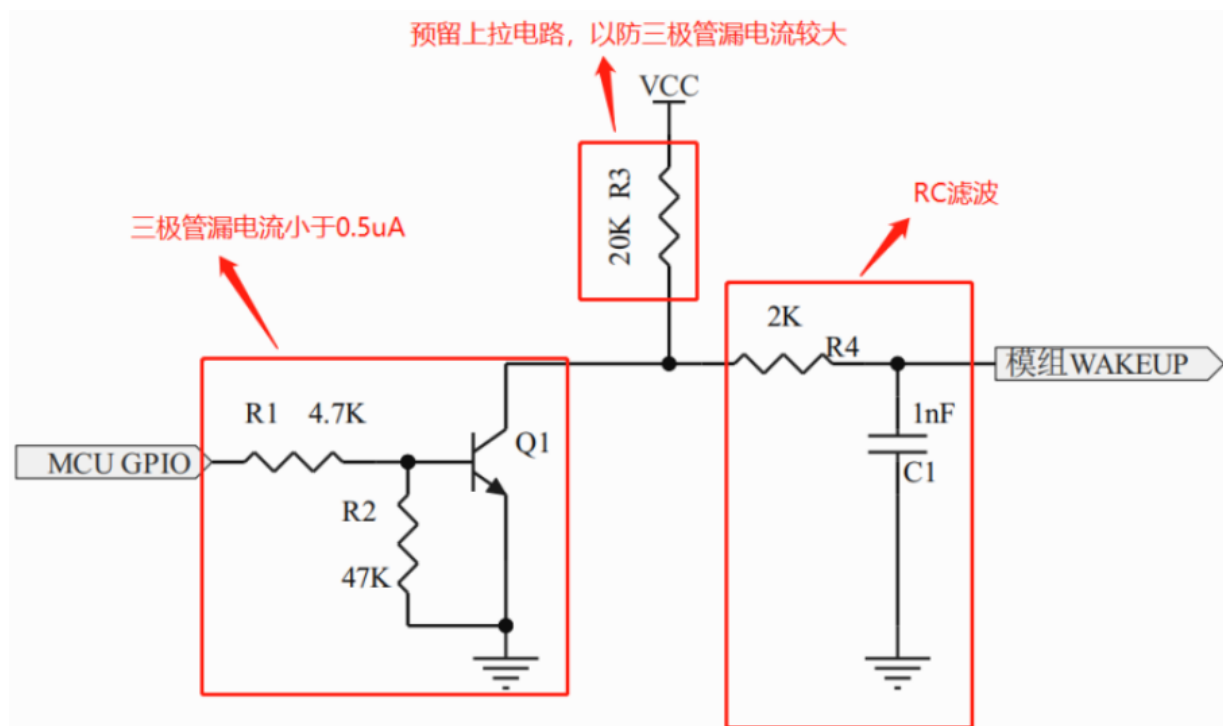 预留上拉电路，以防三极管漏电流较大
VCC
20K R3
RC滤波
三极管漏电流小于0.5uA
2K
R4
模组WAKEUP
R1 4.7K
1nF
MCU GPIO
Q1
C1
R2
47K